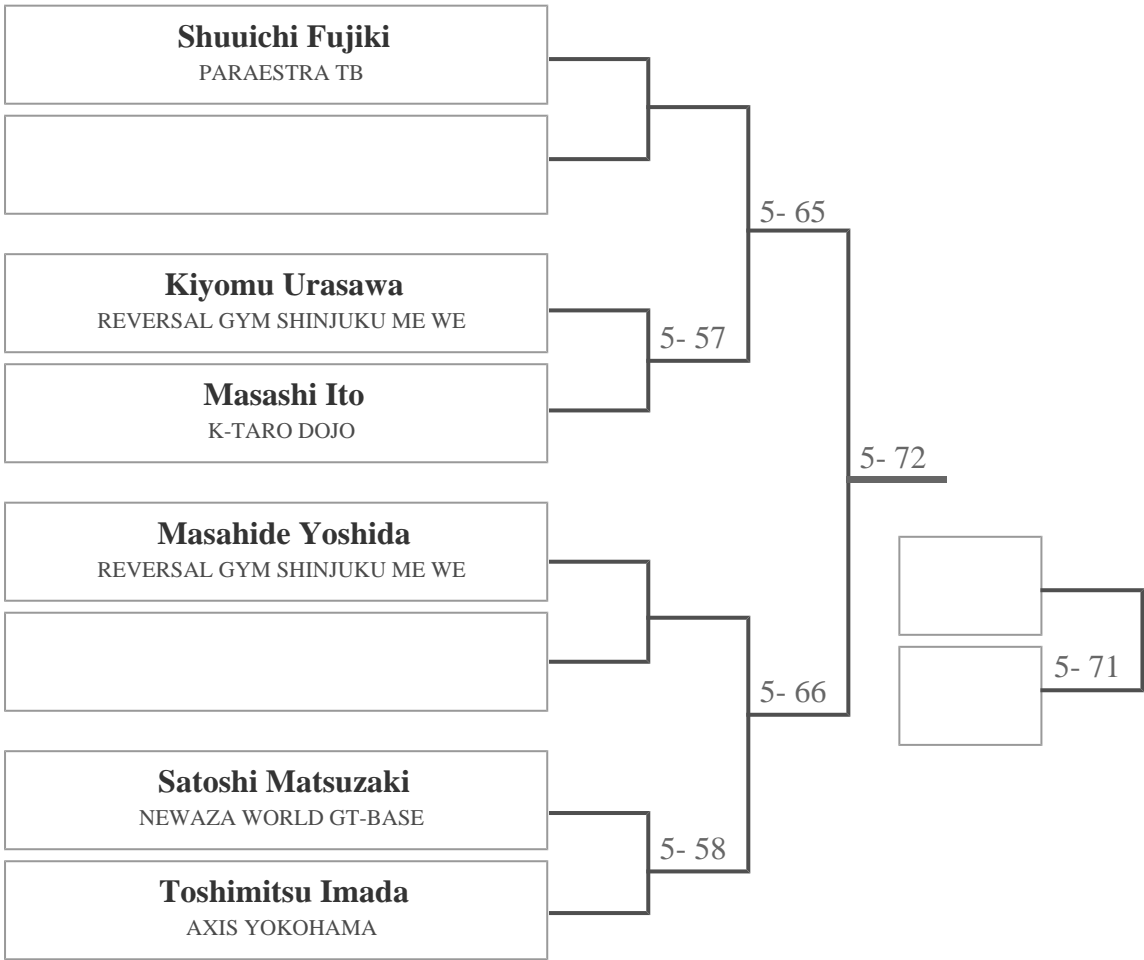 Shuuichi Fujiki
PARAESTRA TB
5- 65
Kiyomu Urasawa
REVERSAL GYM SHINJUKU ME WE
5- 57
Masashi Ito
K-TARO DOJO
5- 72
Masahide Yoshida
REVERSAL GYM SHINJUKU ME WE
5- 71
5- 66
Satoshi Matsuzaki
NEWAZA WORLD GT-BASE
5- 58
Toshimitsu Imada
AXIS YOKOHAMA